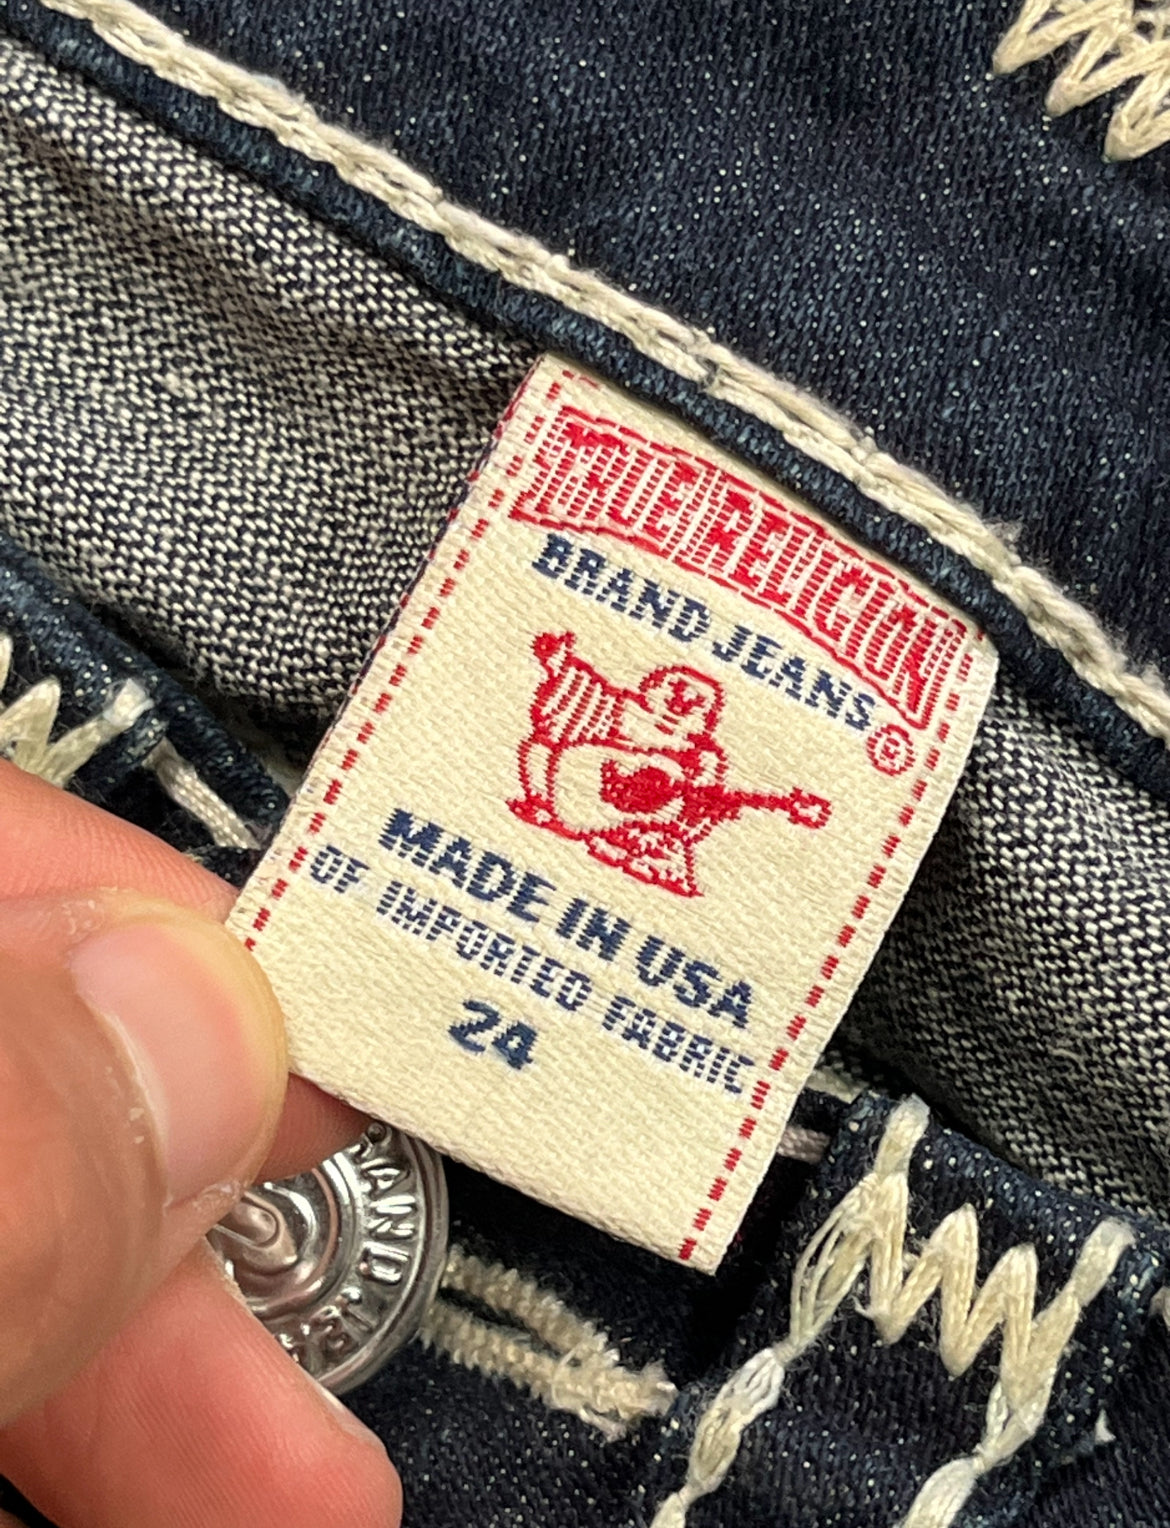 TRUE RELIGION
BRAND JEANS
®
MADE IN USA
OF IMPORTED FABRIC
24